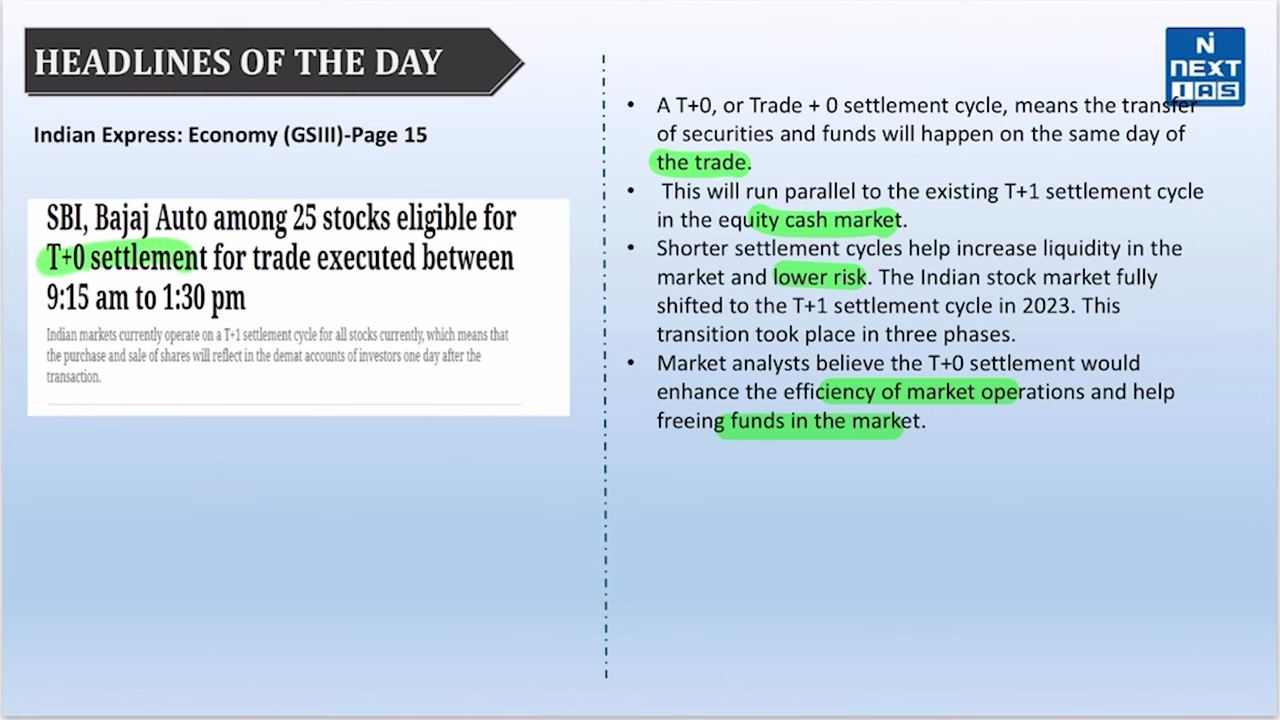 HEADLINES OF THE DAY
Indian Express: Economy (GSIII)-Page 15
SBI, Bajaj Auto among 25 stocks eligible for
T+0 settlement for trade executed between
9:15 am to 1:30 pm
Indian markets currently operate on a T+1 settlement cycle for all stocks currently, which means that
the purchase and sale of shares will reflect in the demat accounts of investors one day after the
transaction.
NEXT
IAS
• A T+0, or Trade + 0 settlement cycle, means the transfer
of securities and funds will happen on the same day of
the trade.
• This will run parallel to the existing T+1 settlement cycle
in the equity cash market.
• Shorter settlement cycles help increase liquidity in the
market and lower risk. The Indian stock market fully
shifted to the T+1 settlement cycle in 2023. This
transition took place in three phases.
• Market analysts believe the T+0 settlement would
enhance the efficiency of market operations and help
freeing funds in the market.